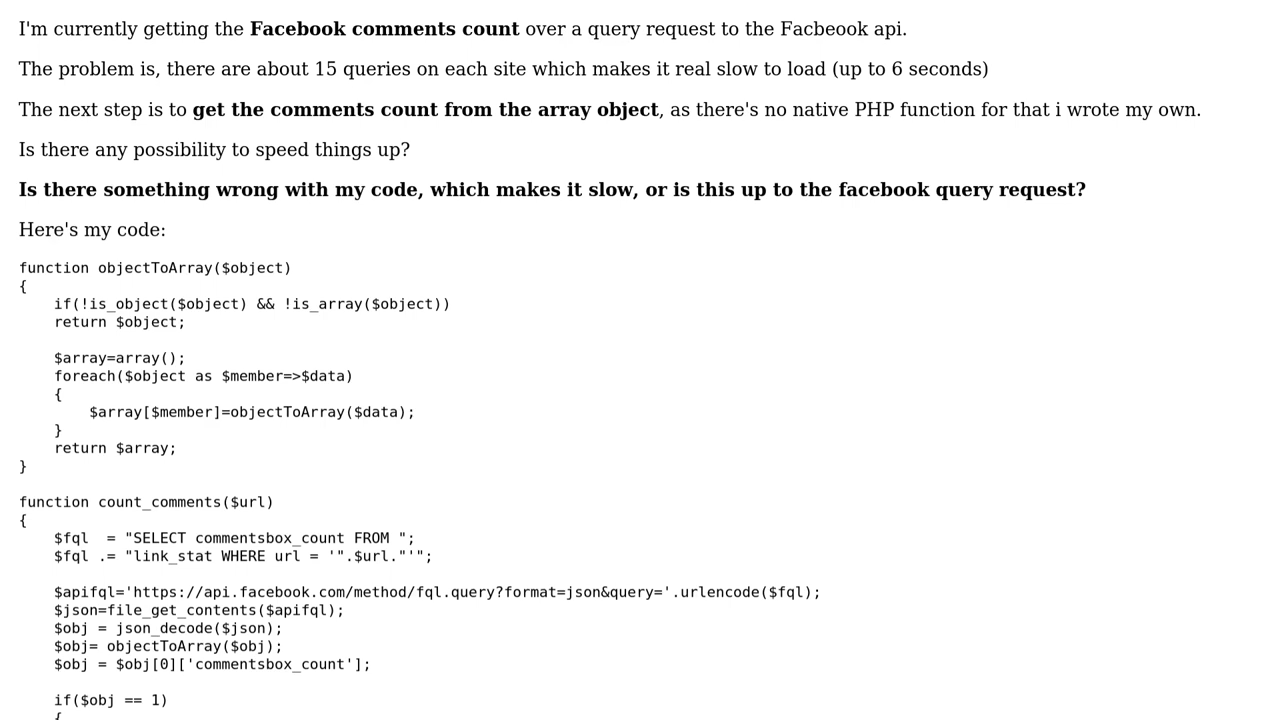 I'm currently getting the Facebook comments count over a query request to the Facbeook api.
The problem is, there are about 15 queries on each site which makes it real slow to load (up to 6 seconds)
The next step is to get the comments count from the array object, as there's no native PHP function for that i wrote my own.
Is there any possibility to speed things up?
Is there something wrong with my code, which makes it slow, or is this up to the facebook query request?
Here's my code:
function objectToArray($object)
{
    if(!is_object($object) && !is_array($object))
    return $object;

    $array=array();
    foreach($object as $member=>$data)
    {
        $array[$member]=objectToArray($data);
    }
    return $array;
}

function count_comments($url)
{
    $fql  = "SELECT commentsbox_count FROM ";
    $fql .= "link_stat WHERE url = '".$url."'";

    $apifql='https://api.facebook.com/method/fql.query?format=json&query='.urlencode($fql);
    $json=file_get_contents($apifql);
    $obj = json_decode($json);
    $obj= objectToArray($obj);
    $obj = $obj[0]['commentsbox_count'];

    if($obj == 1)
    {